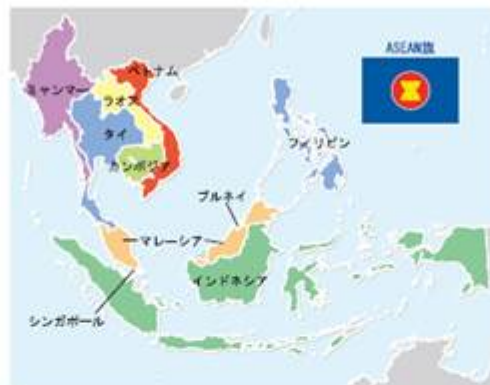 ASEAN旗
ベトナム
ミャンマー
ラオス
タイ
フィリピン
カンボジア
ブルネイ
マレーシア
インドネシア
シンガポール